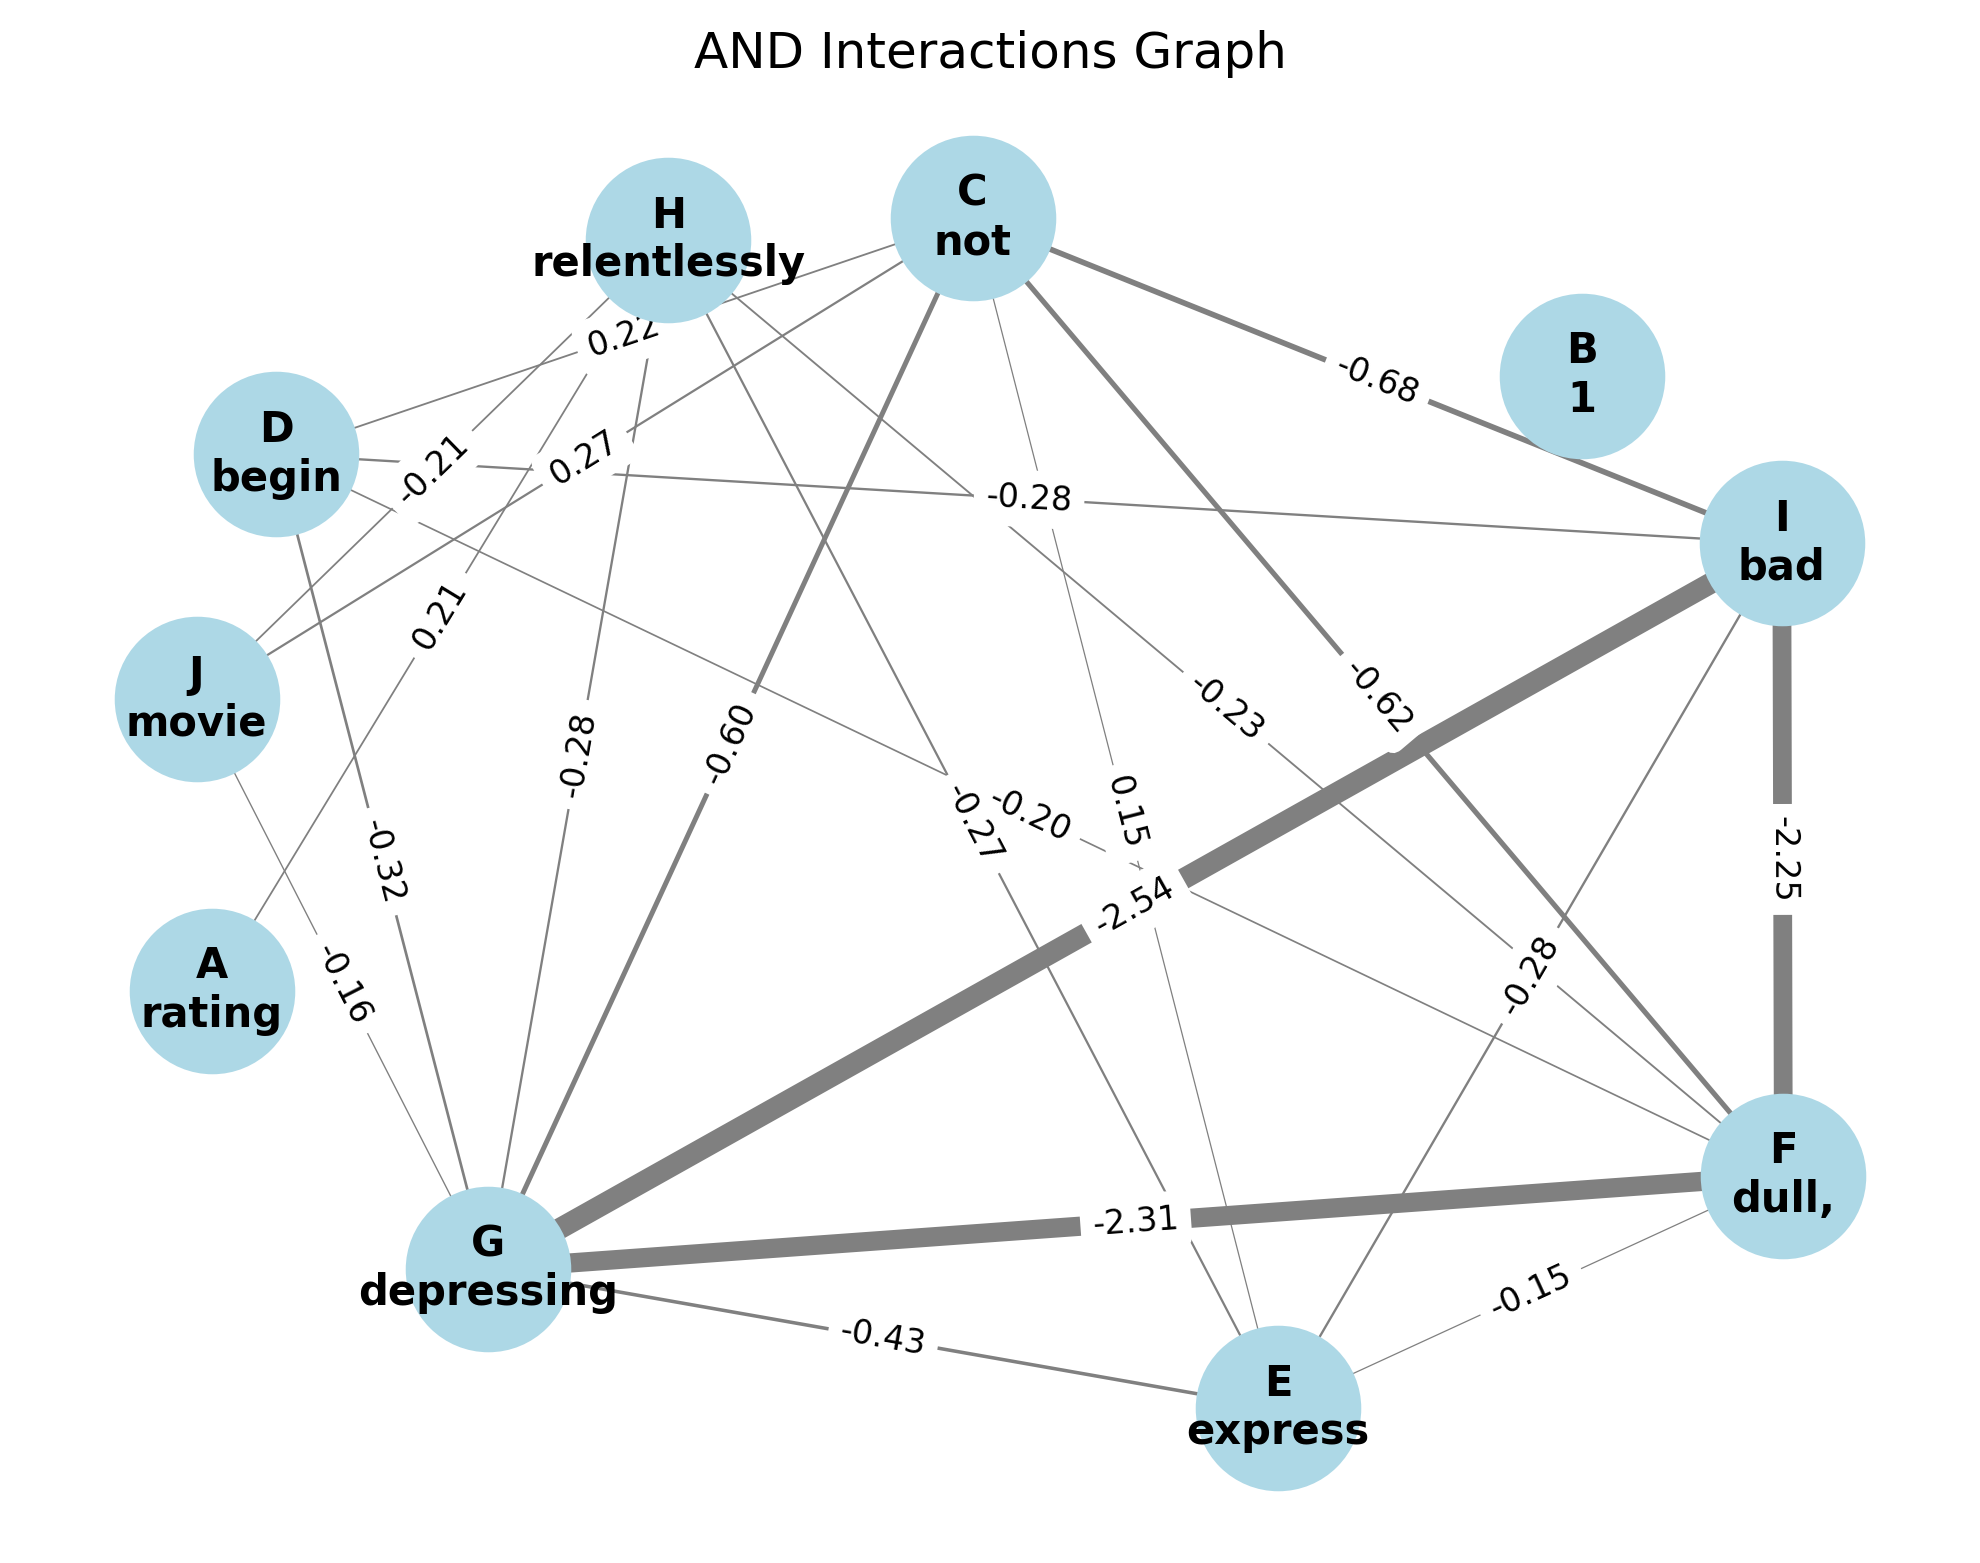 AND Interactions Graph
H
relentlessly
C
not
B
1
D
begin
I
bad
J
movie
A
rating
G
depressing
F
dull,
E
express
0.22
-0.68
-0.21
0.27
-0.28
0.21
-0.28
-0.60
-0.62
-0.23
-0.20
-0.27
0.15
-2.25
-0.32
-2.54
-0.16
-0.28
-2.31
-0.15
-0.43